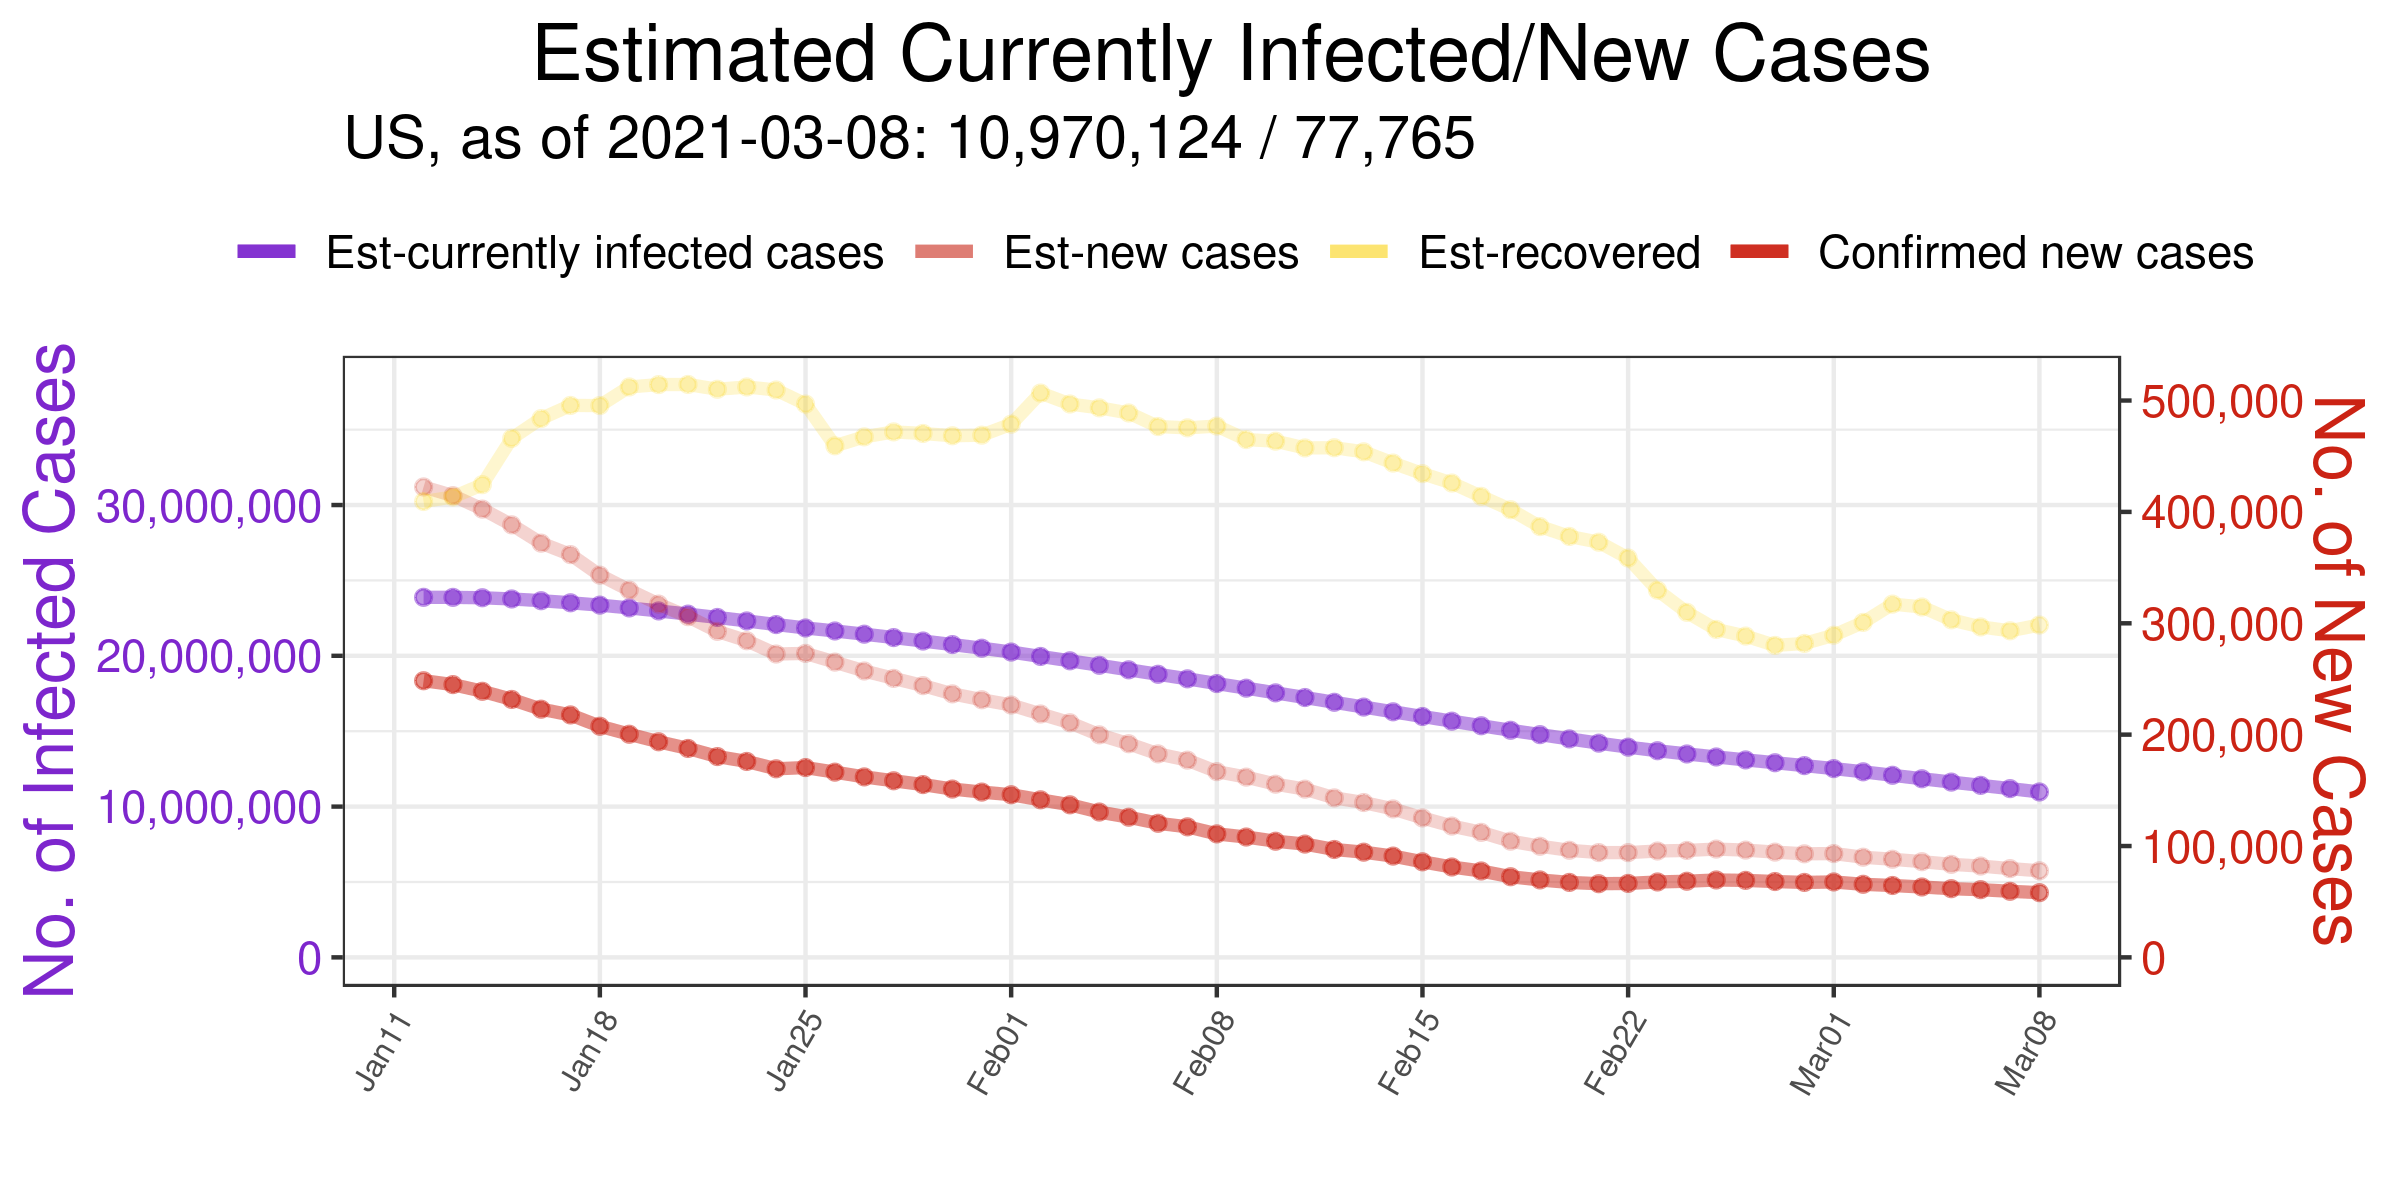 Estimated Currently Infected/New Cases
US, as of 2021-03-08: 10,970,124 / 77,765
Est-currently infected cases Est-new cases Est-recovered Confirmed new cases
No. of Infected Cases
30,000,000
20,000,000
10,000,000
0
500,000
400,000
300,000
200,000
100,000
0
No. of New Cases
Jan11 Jan18 Jan25 Feb01 Feb08 Feb15 Feb22 Mar01 Mar08